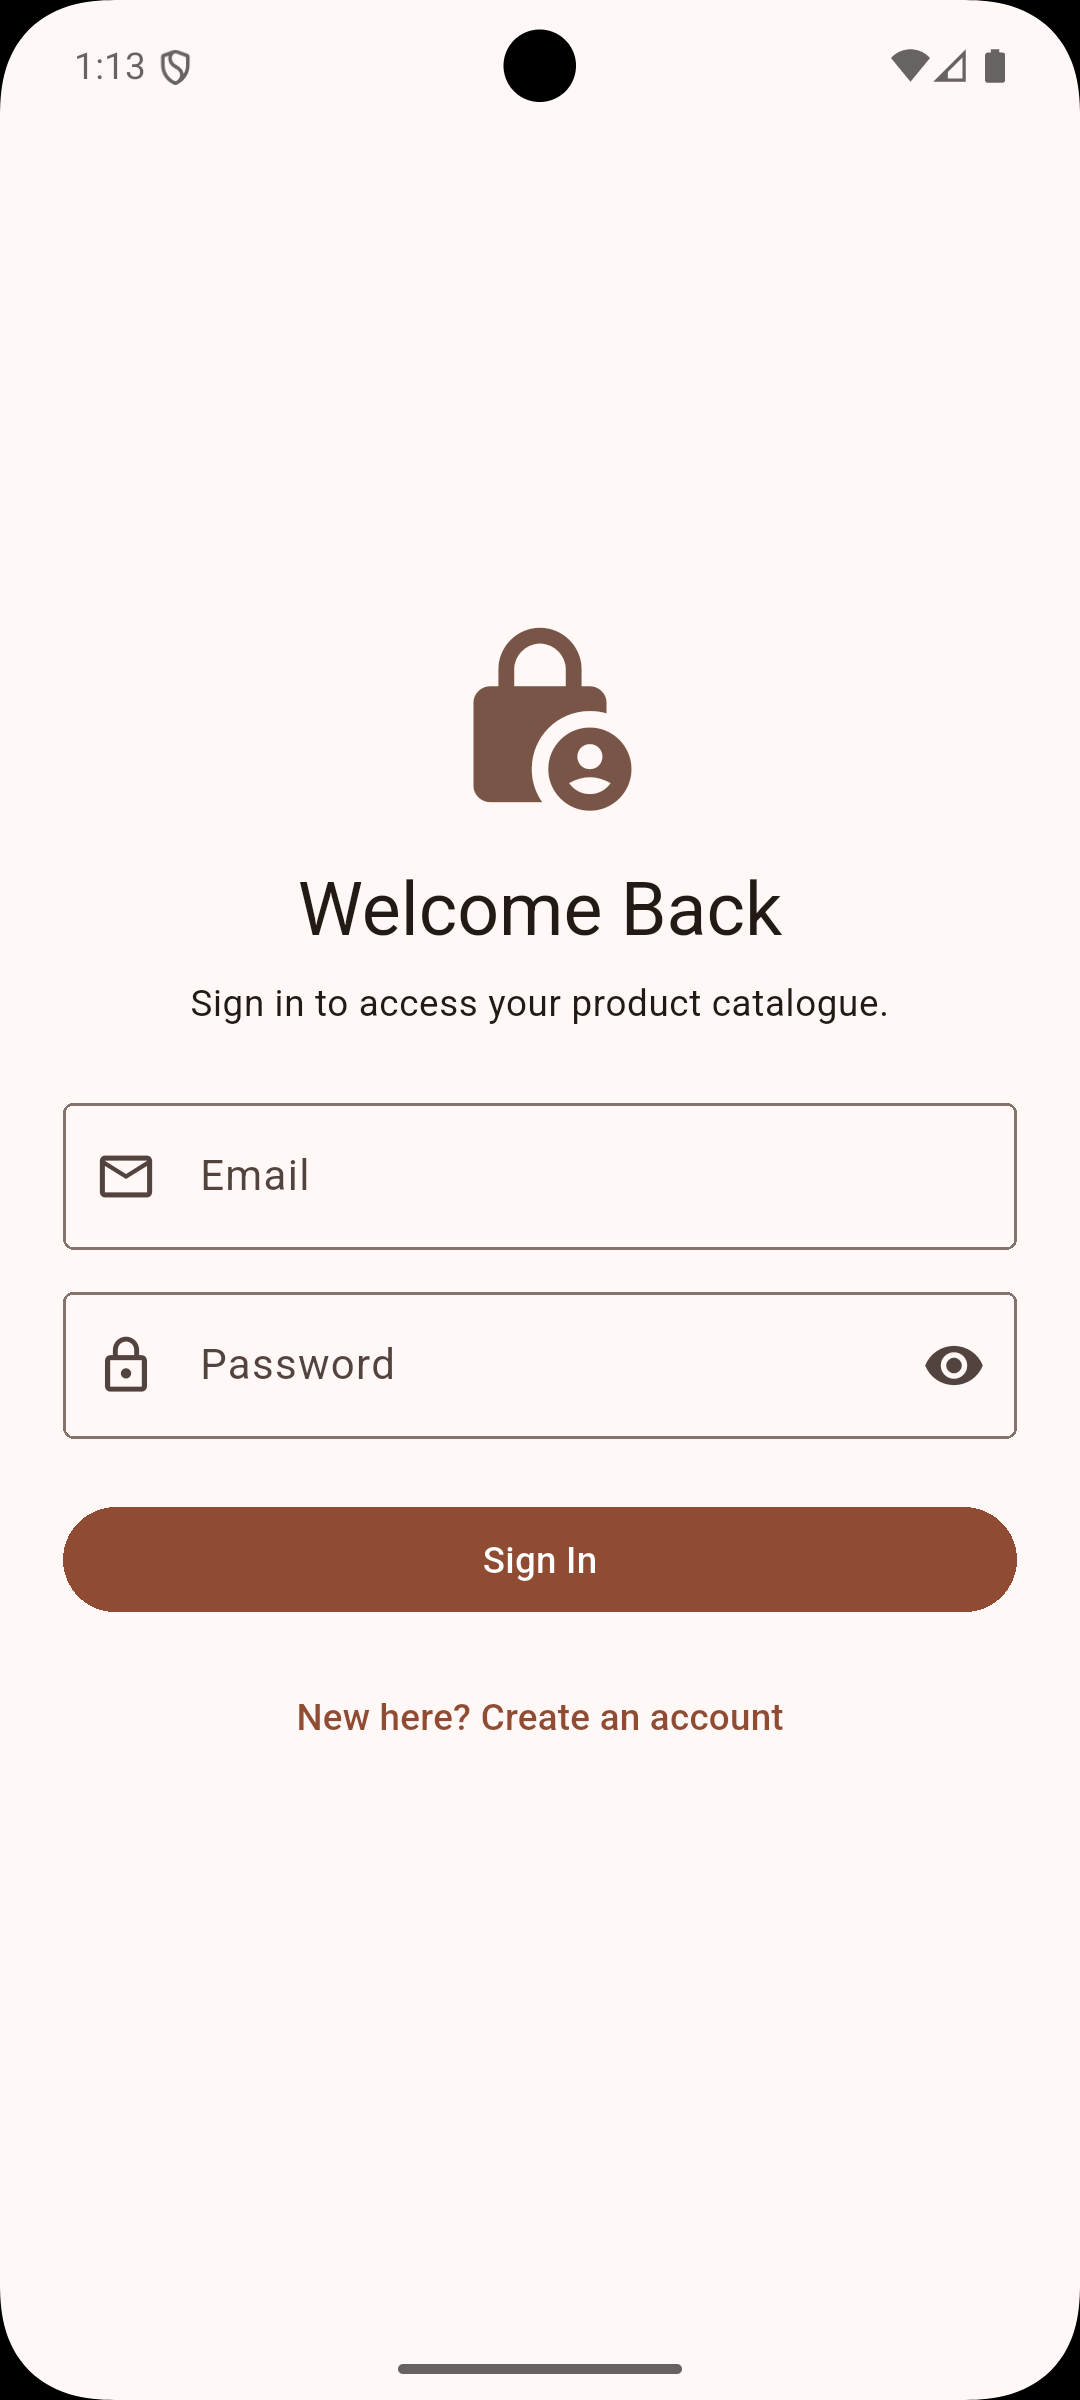 1:13
Welcome Back
Sign in to access your product catalogue.
Email
Password
Sign In
New here? Create an account